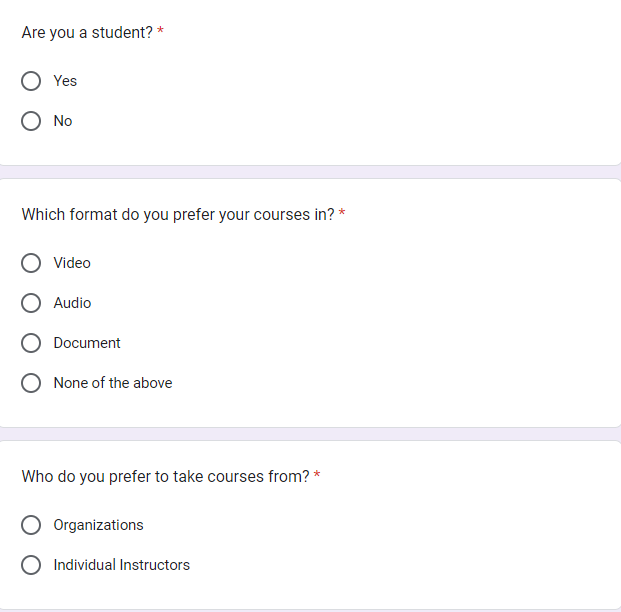 Are you a student? *
Yes
No
Which format do you prefer your courses in? *
Video
Audio
Document
None of the above
Who do you prefer to take courses from? *
Organizations
Individual Instructors